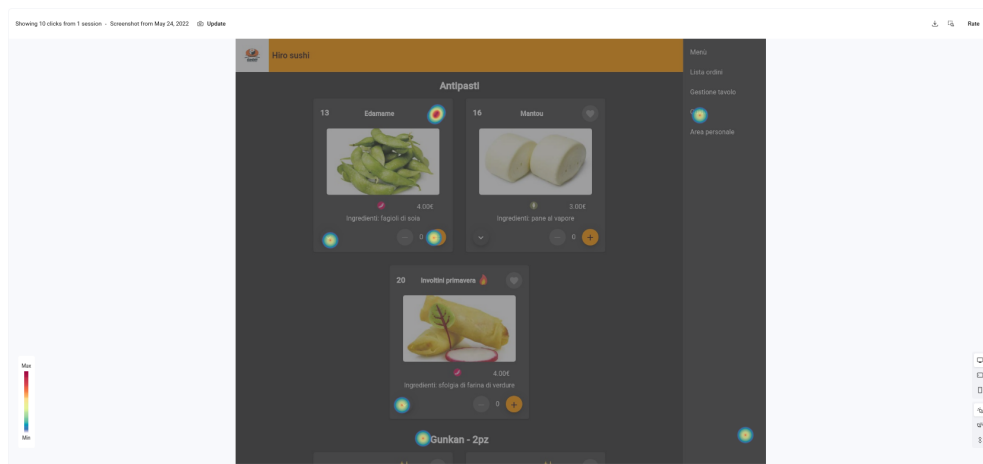 Showing 10 clicks from 1 session - Screenshot from May 24, 2022 Update
Rate
Hiro sushi
Menù
Lista ordini
Gestione tavolo
Area personale
Antipasti
13 Edamame
4.00€
Ingredienti: fagioli di soia
0
16 Mantou
3.00€
Ingredienti: pane al vapore
0 +
20 Involtini primavera
4.00€
Ingredienti: sfolgia di farina di verdure
0 +
Gunkan - 2pz
Max
Min